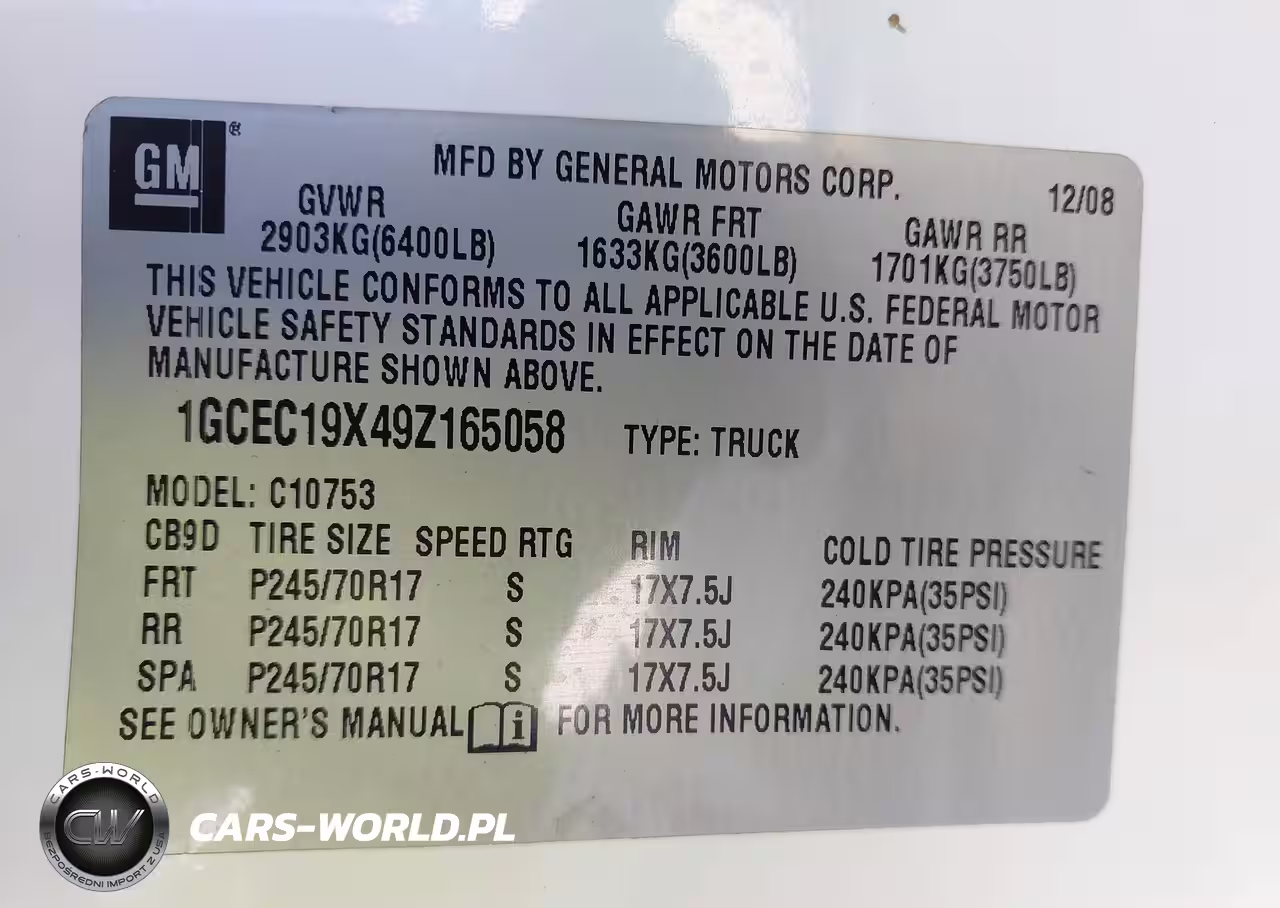 GM®
MFD BY GENERAL MOTORS CORP.
12/08
GVWR GAWR FRT GAWR RR
2903KG(6400LB) 1633KG(3600LB) 1701KG(3750LB)
THIS VEHICLE CONFORMS TO ALL APPLICABLE U.S. FEDERAL MOTOR
VEHICLE SAFETY STANDARDS IN EFFECT ON THE DATE OF
MANUFACTURE SHOWN ABOVE.
1GCEC19X49Z165058 TYPE: TRUCK
MODEL: C10753
CB9D TIRE SIZE SPEED RTG RIM COLD TIRE PRESSURE
FRT P245/70R17 S 17X7.5J 240KPA(35PSI)
RR P245/70R17 S 17X7.5J 240KPA(35PSI)
SPA P245/70R17 S 17X7.5J 240KPA(35PSI)
SEE OWNER'S MANUAL i FOR MORE INFORMATION.
CARS-WORLD
CW
BEZPOŚREDNI IMPORT Z USA
CARS-WORLD.PL